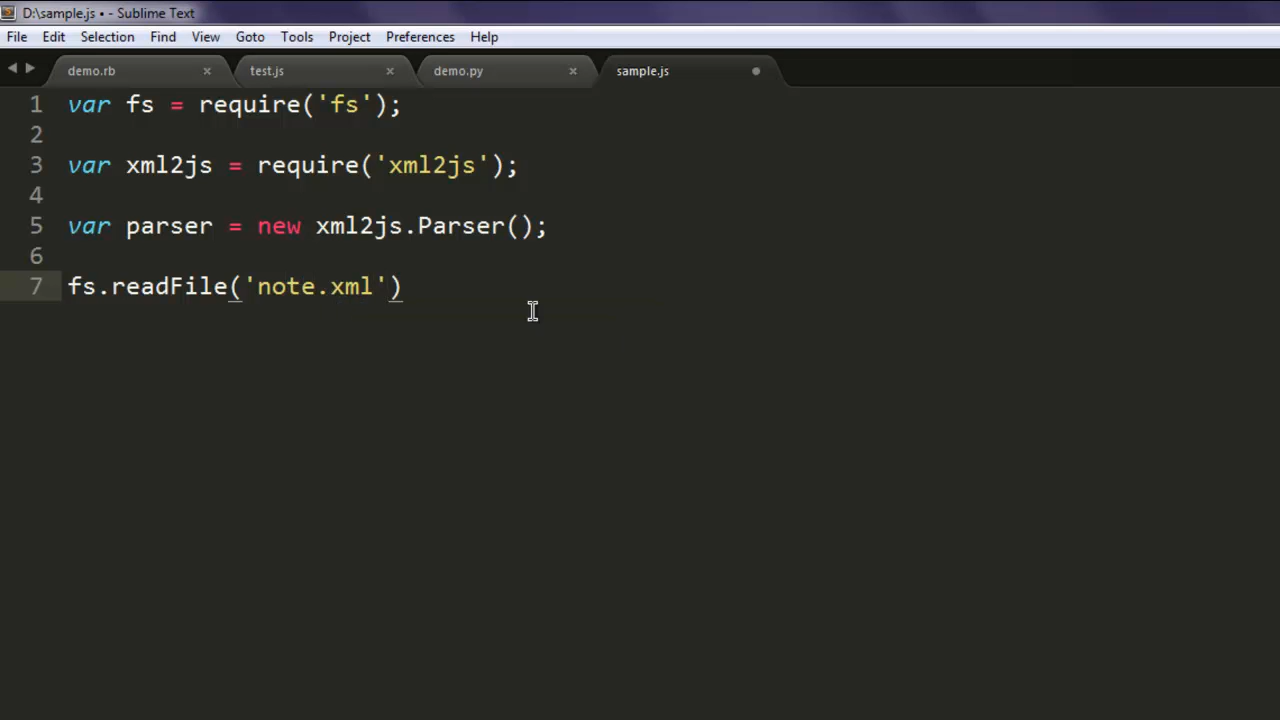 D:\sample.js • - Sublime Text
File Edit Selection Find View Goto Tools Project Preferences Help
demo.rb × test.js × demo.py × sample.js
1 var fs = require('fs');
2
3 var xml2js = require('xml2js');
4
5 var parser = new xml2js.Parser();
6
7 fs.readFile('note.xml')